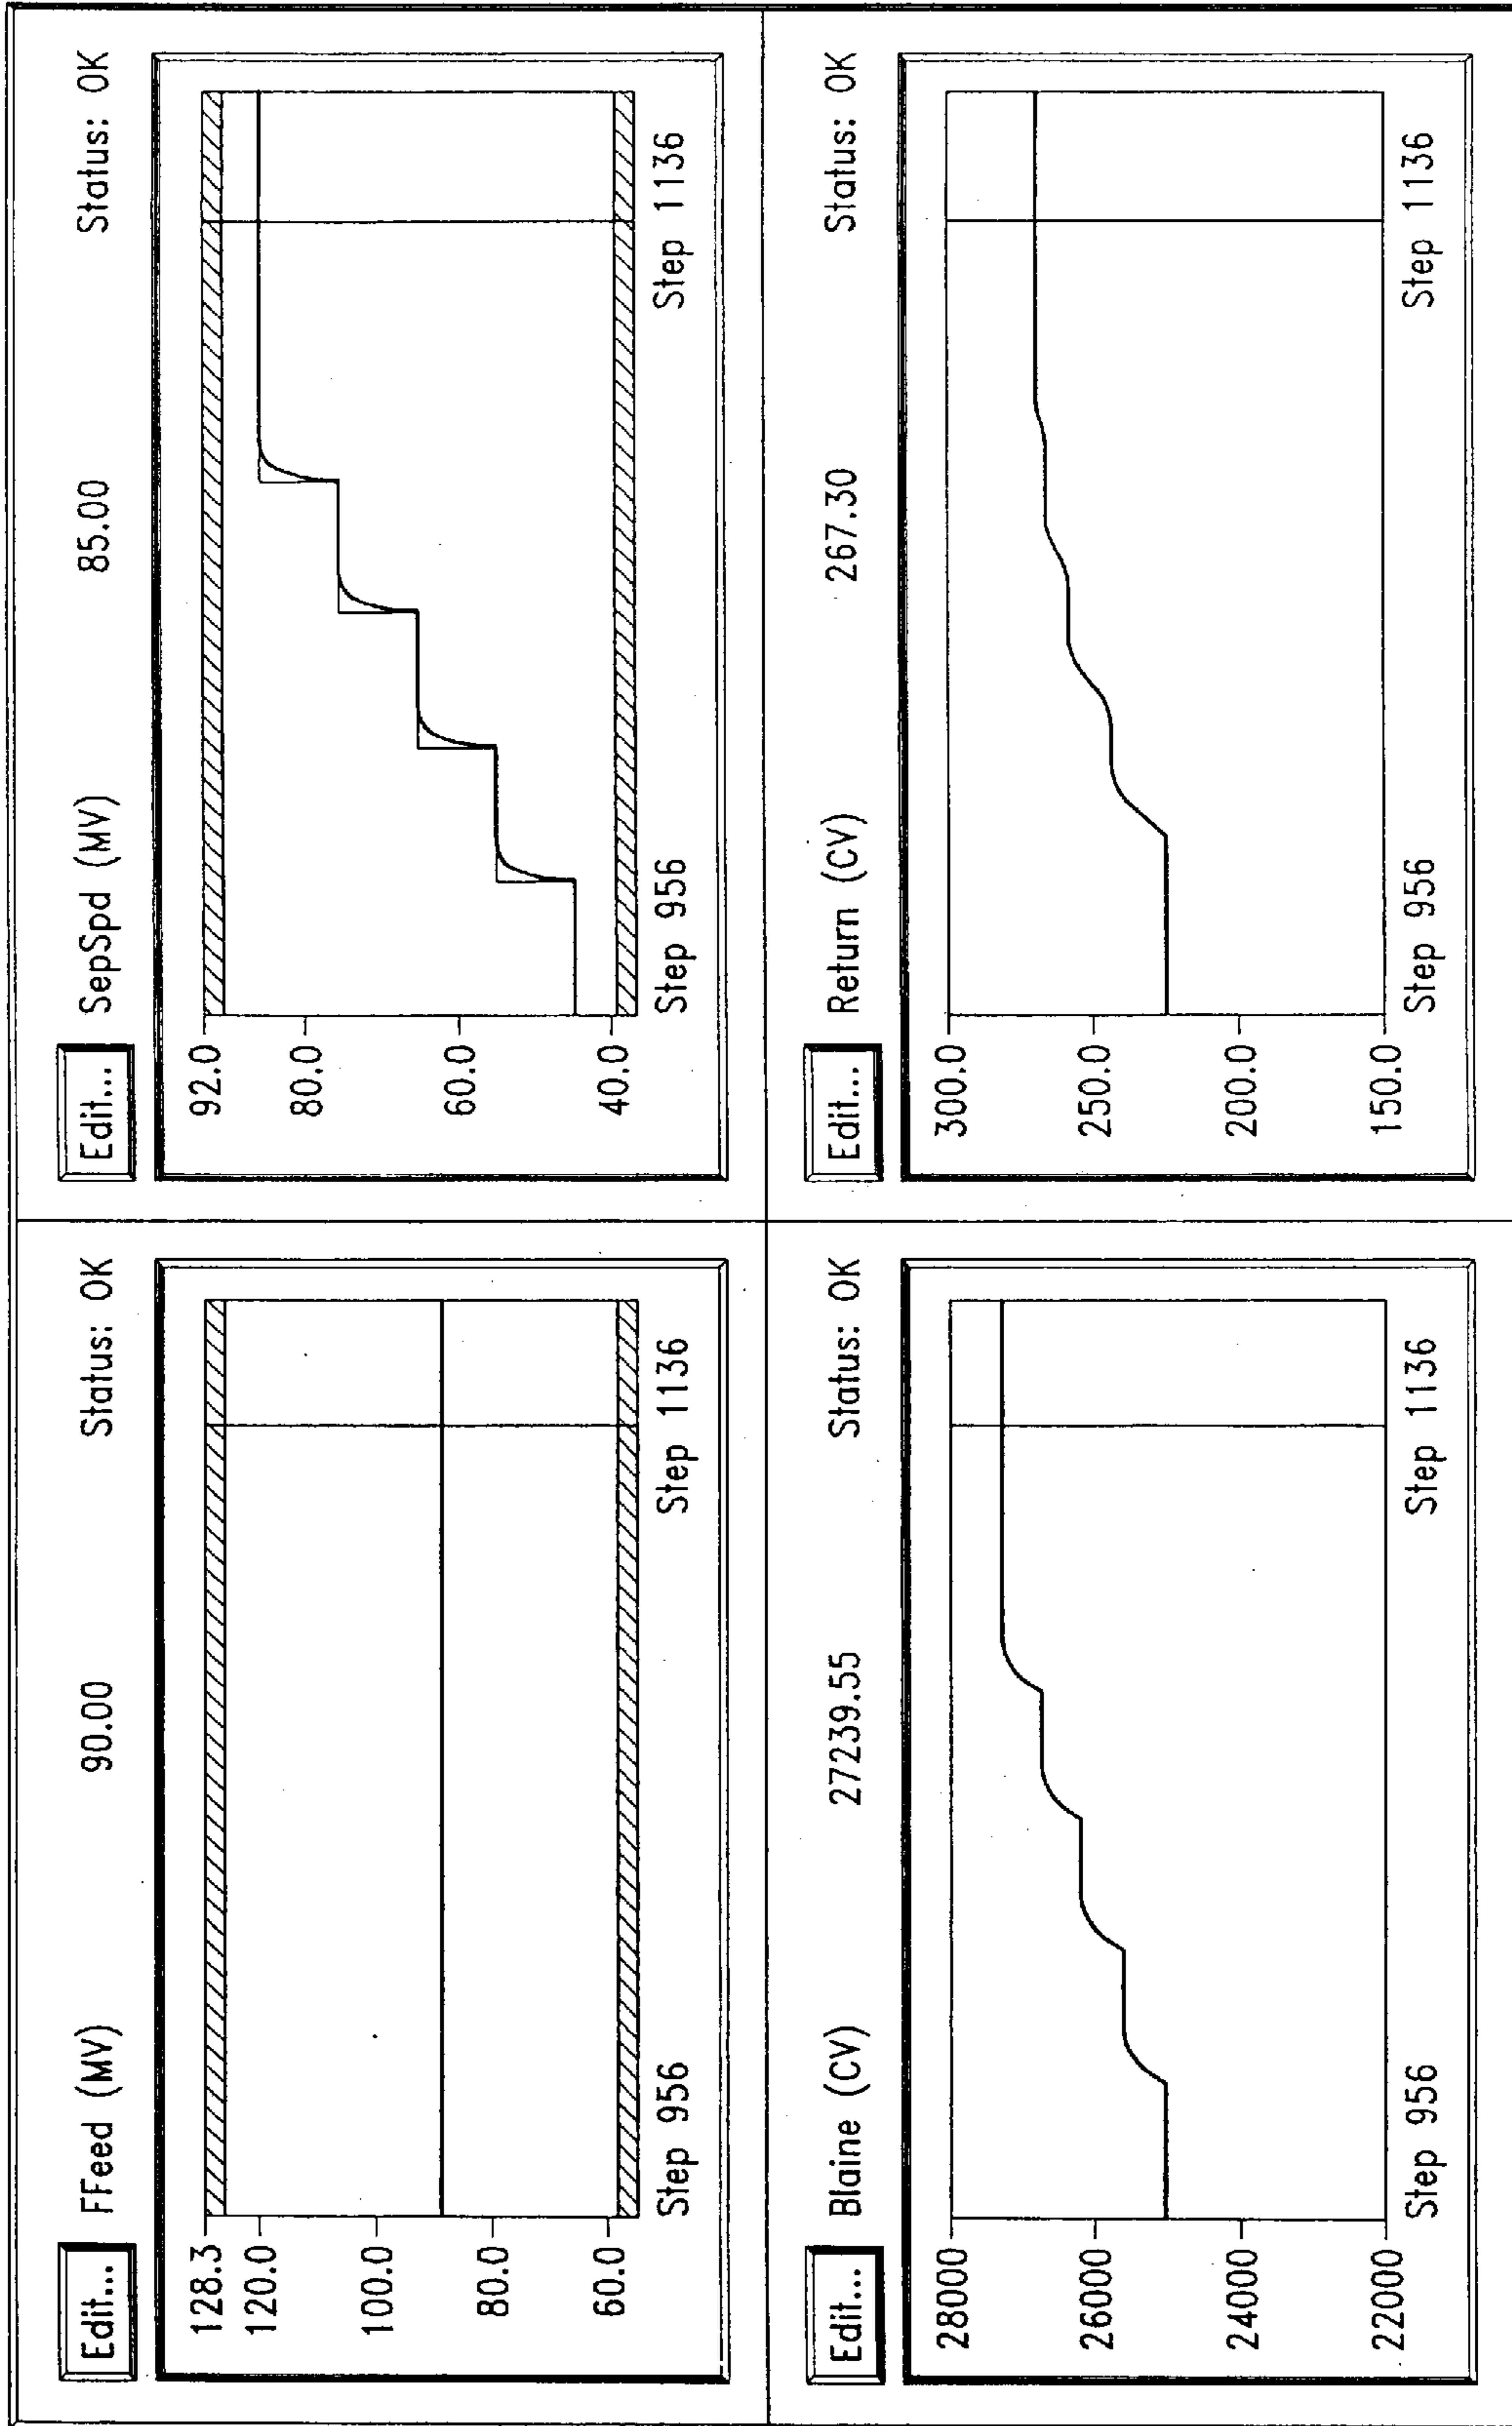 Edit... FFeed (MV) 90.00 Status: OK
128.3
120.0
100.0
80.0
60.0
Step 956 Step 1136
Edit... SepSpd (MV) 85.00 Status: OK
92.0
80.0
60.0
40.0
Step 956 Step 1136
Edit... Blaine (CV) 27239.55 Status: OK
28000
26000
24000
22000
Step 956 Step 1136
Edit... Return (CV) 267.30 Status: OK
300.0
250.0
200.0
150.0
Step 956 Step 1136